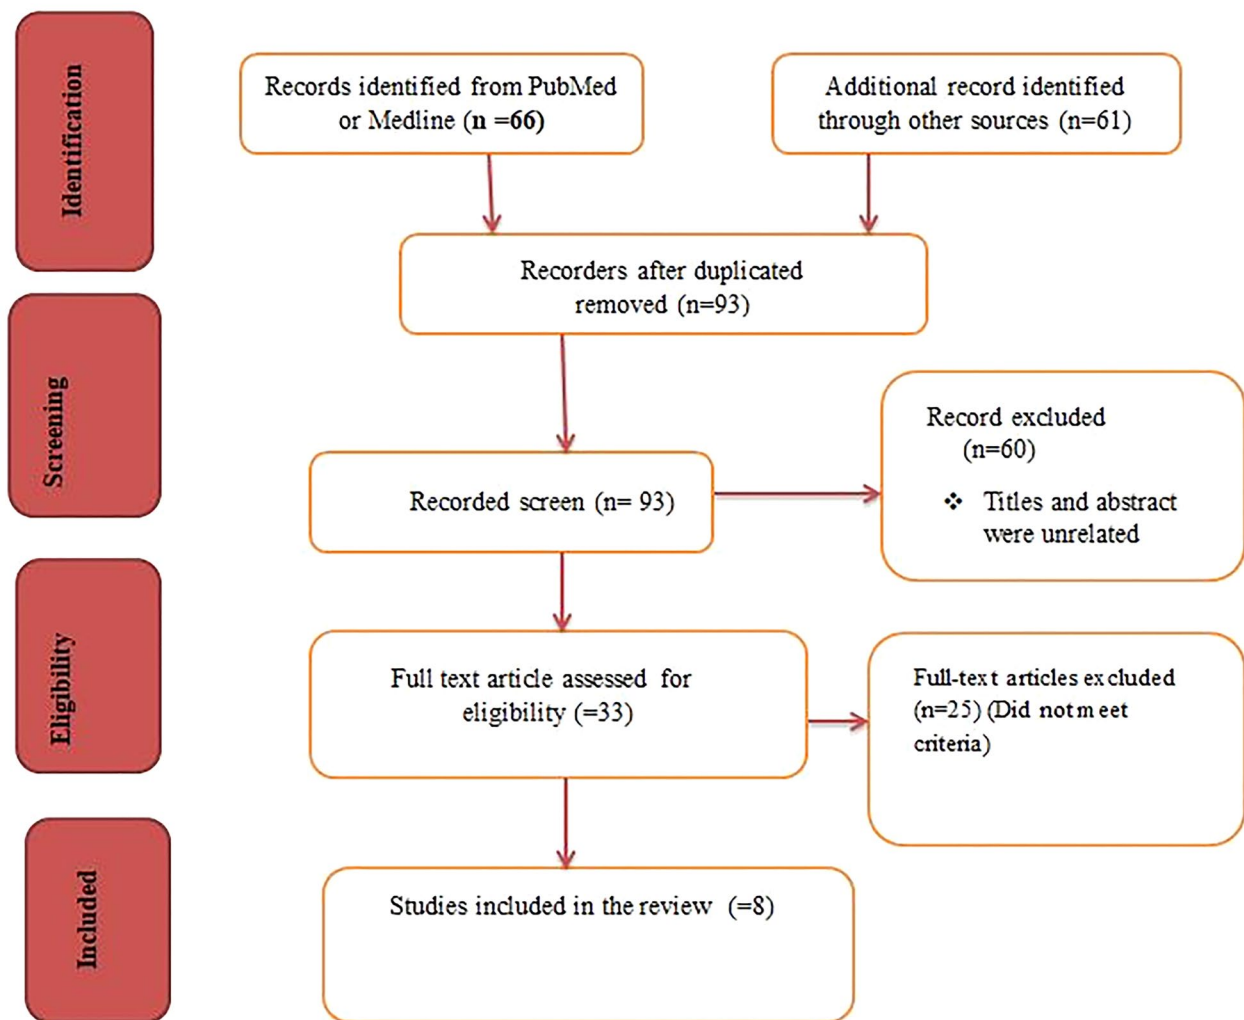 Identification
Records identified from PubMed
or Medline (n =66)
Additional record identified
through other sources (n=61)
Recorders after duplicated
removed (n=93)
Screening
Recorded screen (n= 93)
Record excluded
(n=60)
❖ Titles and abstract
were unrelated
Eligibility
Full text article assessed for
eligibility (=33)
Full-text articles excluded
(n=25) (Did not meet
criteria)
Included
Studies included in the review (=8)